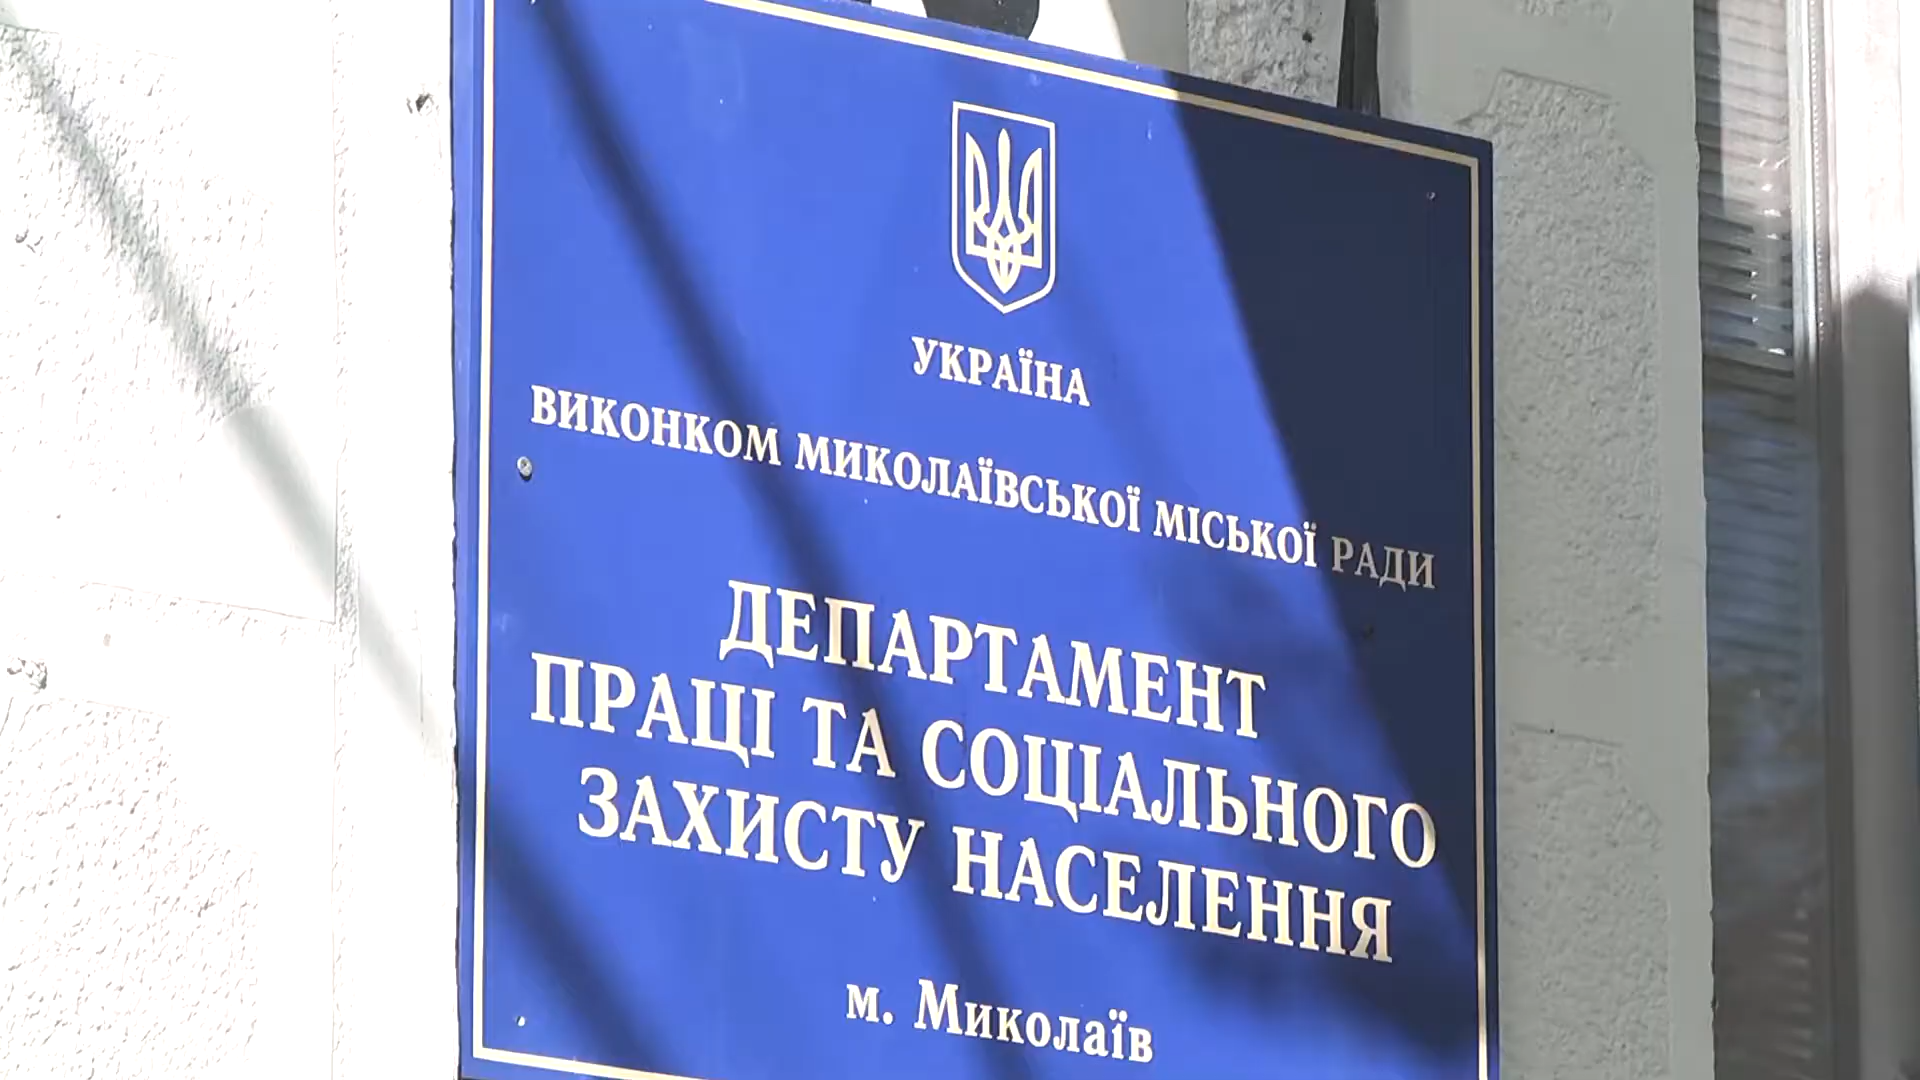 УКРАЇНА
ВИКОНКОМ МИКОЛАЇВСЬКОЇ МІСЬКОЇ РАДИ
ДЕПАРТАМЕНТ
ПРАЦІ ТА СОЦІАЛЬНОГО
ЗАХИСТУ НАСЕЛЕННЯ
м. Миколаїв